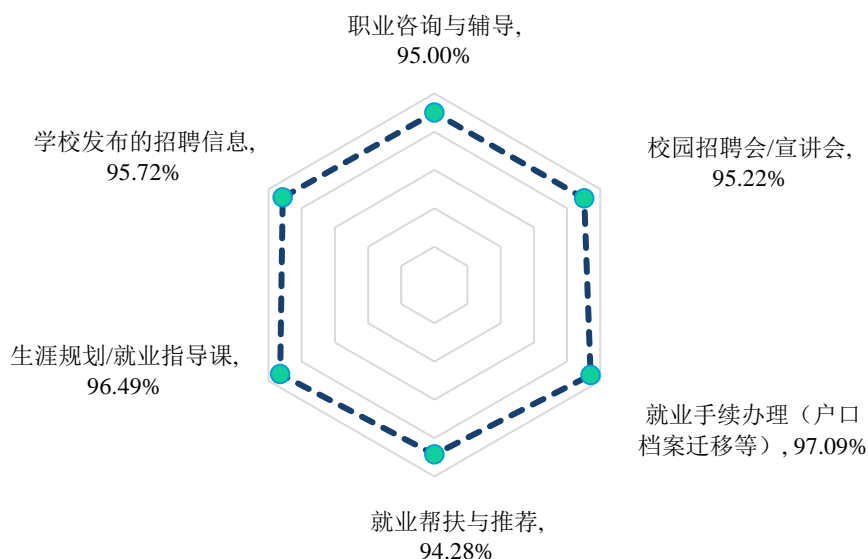 职业咨询与辅导,
95.00%
校园招聘会/宣讲会,
95.22%
就业手续办理（户口
档案迁移等）, 97.09%
就业帮扶与推荐,
94.28%
生涯规划/就业指导课,
96.49%
学校发布的招聘信息,
95.72%